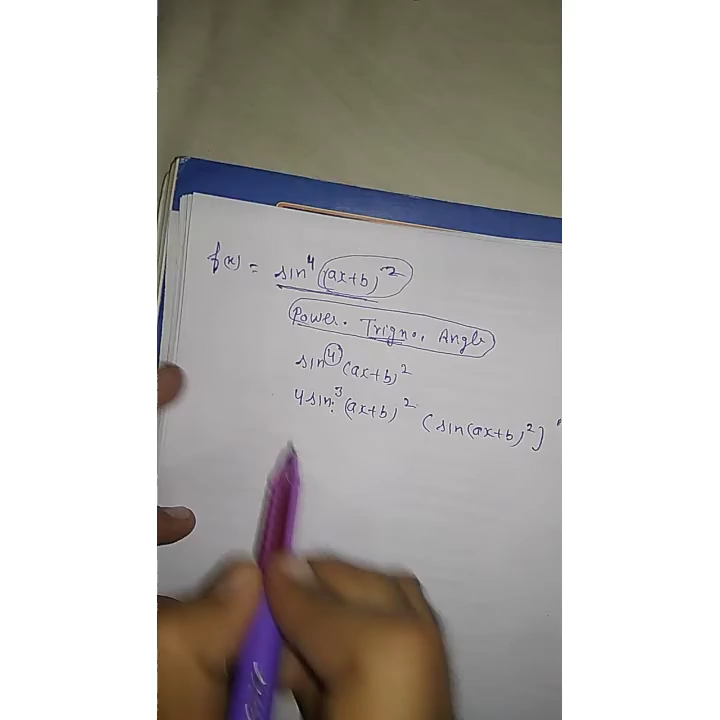 f(x) = sin⁴(ax+b)²
Power. Trigno. Angle
sin⁴(ax+b)²
4sin³(ax+b)² (sin(ax+b)²)'